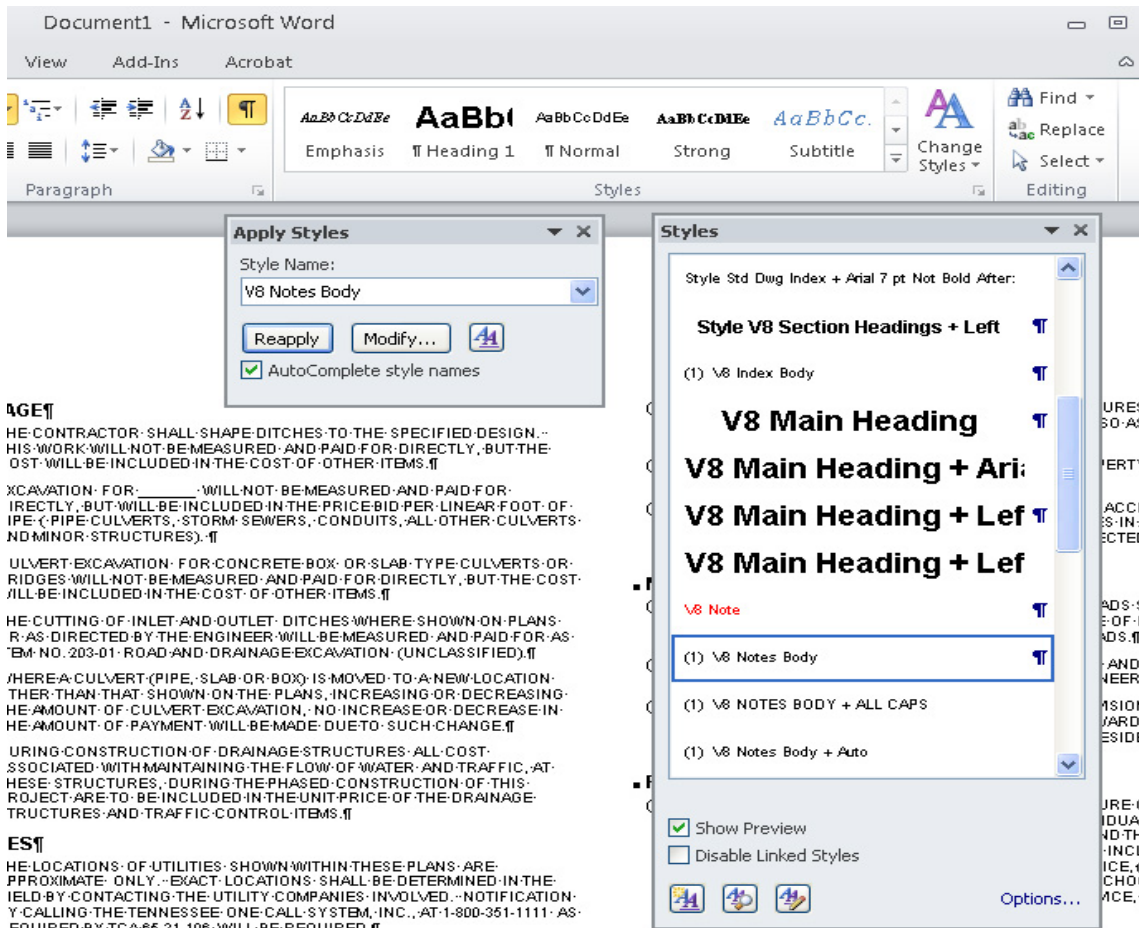 Document1 - Microsoft Word
View Add-Ins Acrobat
AaBbCcDdEe AaBb( AaBbCcDdEe AaBbCcDdEe AaBbCc.
Emphasis ¶ Heading 1 ¶ Normal Strong Subtitle
Change
Styles
Find
Replace
Select
Paragraph Styles Editing
Apply Styles
Style Name:
V8 Notes Body
Reapply Modify...
AutoComplete style names
Styles
Style Std Dwg Index + Arial 7 pt Not Bold After:
Style V8 Section Headings + Left ¶
(1) V8 Index Body ¶
V8 Main Heading ¶
V8 Main Heading + Aria
V8 Main Heading + Lef ¶
V8 Main Heading + Lef
V8 Note ¶
(1) V8 Notes Body ¶
(1) V8 NOTES BODY + ALL CAPS
(1) V8 Notes Body + Auto
Show Preview
Disable Linked Styles
Options...
AGE¶
HE·CONTRACTOR·SHALL·SHAPE·DITCHES·TO·THE·SPECIFIED·DESIGN.··
HIS·WORK·WILL·NOT·BE·MEASURED·AND·PAID·FOR·DIRECTLY,·BUT·THE·
OST·WILL·BE·INCLUDED·IN·THE·COST·OF·OTHER·ITEMS.¶
XCAVATION·FOR·_______·WILL·NOT·BE·MEASURED·AND·PAID·FOR·
IRECTLY,·BUT·WILL·BE·INCLUDED·IN·THE·PRICE·BID·PER·LINEAR·FOOT·OF·
IPE·(·PIPE·CULVERTS,·STORM·SEWERS,·CONDUITS,·ALL·OTHER·CULVERTS·
ND·MINOR·STRUCTURES).·¶
ULVERT·EXCAVATION·FOR·CONCRETE·BOX·OR·SLAB·TYPE·CULVERTS·OR·
RIDGES·WILL·NOT·BE·MEASURED·AND·PAID·FOR·DIRECTLY,·BUT·THE·COST·
VILL·BE·INCLUDED·IN·THE·COST·OF·OTHER·ITEMS.¶
HE·CUTTING·OF·INLET·AND·OUTLET·DITCHES·WHERE·SHOWN·ON·PLANS·
R·AS·DIRECTED·BY·THE·ENGINEER·WILL·BE·MEASURED·AND·PAID·FOR·AS·
TEM·NO.·203-01·ROAD·AND·DRAINAGE·EXCAVATION·(UNCLASSIFIED).¶
VHERE·A·CULVERT·(PIPE,·SLAB·OR·BOX)·IS·MOVED·TO·A·NEW·LOCATION·
THER·THAN·THAT·SHOWN·ON·THE·PLANS,·INCREASING·OR·DECREASING·
HE·AMOUNT·OF·CULVERT·EXCAVATION,·NO·INCREASE·OR·DECREASE·IN·
HE·AMOUNT·OF·PAYMENT·WILL·BE·MADE·DUE·TO·SUCH·CHANGE.¶
URING·CONSTRUCTION·OF·DRAINAGE·STRUCTURES·ALL·COST·
SSOCIATED·WITH·MAINTAINING·THE·FLOW·OF·WATER·AND·TRAFFIC,·AT·
HESE·STRUCTURES,·DURING·THE·PHASED·CONSTRUCTION·OF·THIS·
ROJECT·ARE·TO·BE·INCLUDED·IN·THE·UNIT·PRICE·OF·THE·DRAINAGE·
TRUCTURES·AND·TRAFFIC·CONTROL·ITEMS.¶
ES¶
HE·LOCATIONS·OF·UTILITIES·SHOWN·WITHIN·THESE·PLANS·ARE·
PPROXIMATE·ONLY.··EXACT·LOCATIONS·SHALL·BE·DETERMINED·IN·THE·
IELD·BY·CONTACTING·THE·UTILITY·COMPANIES·INVOLVED.··NOTIFICATION·
Y·CALLING·THE·TENNESSEE·ONE·CALL·SYSTEM,·INC.,·AT·1-800-351-1111·AS·
EQUIRED·BY·TCA·65-31-106·WILL·BE·REQUIRED.¶